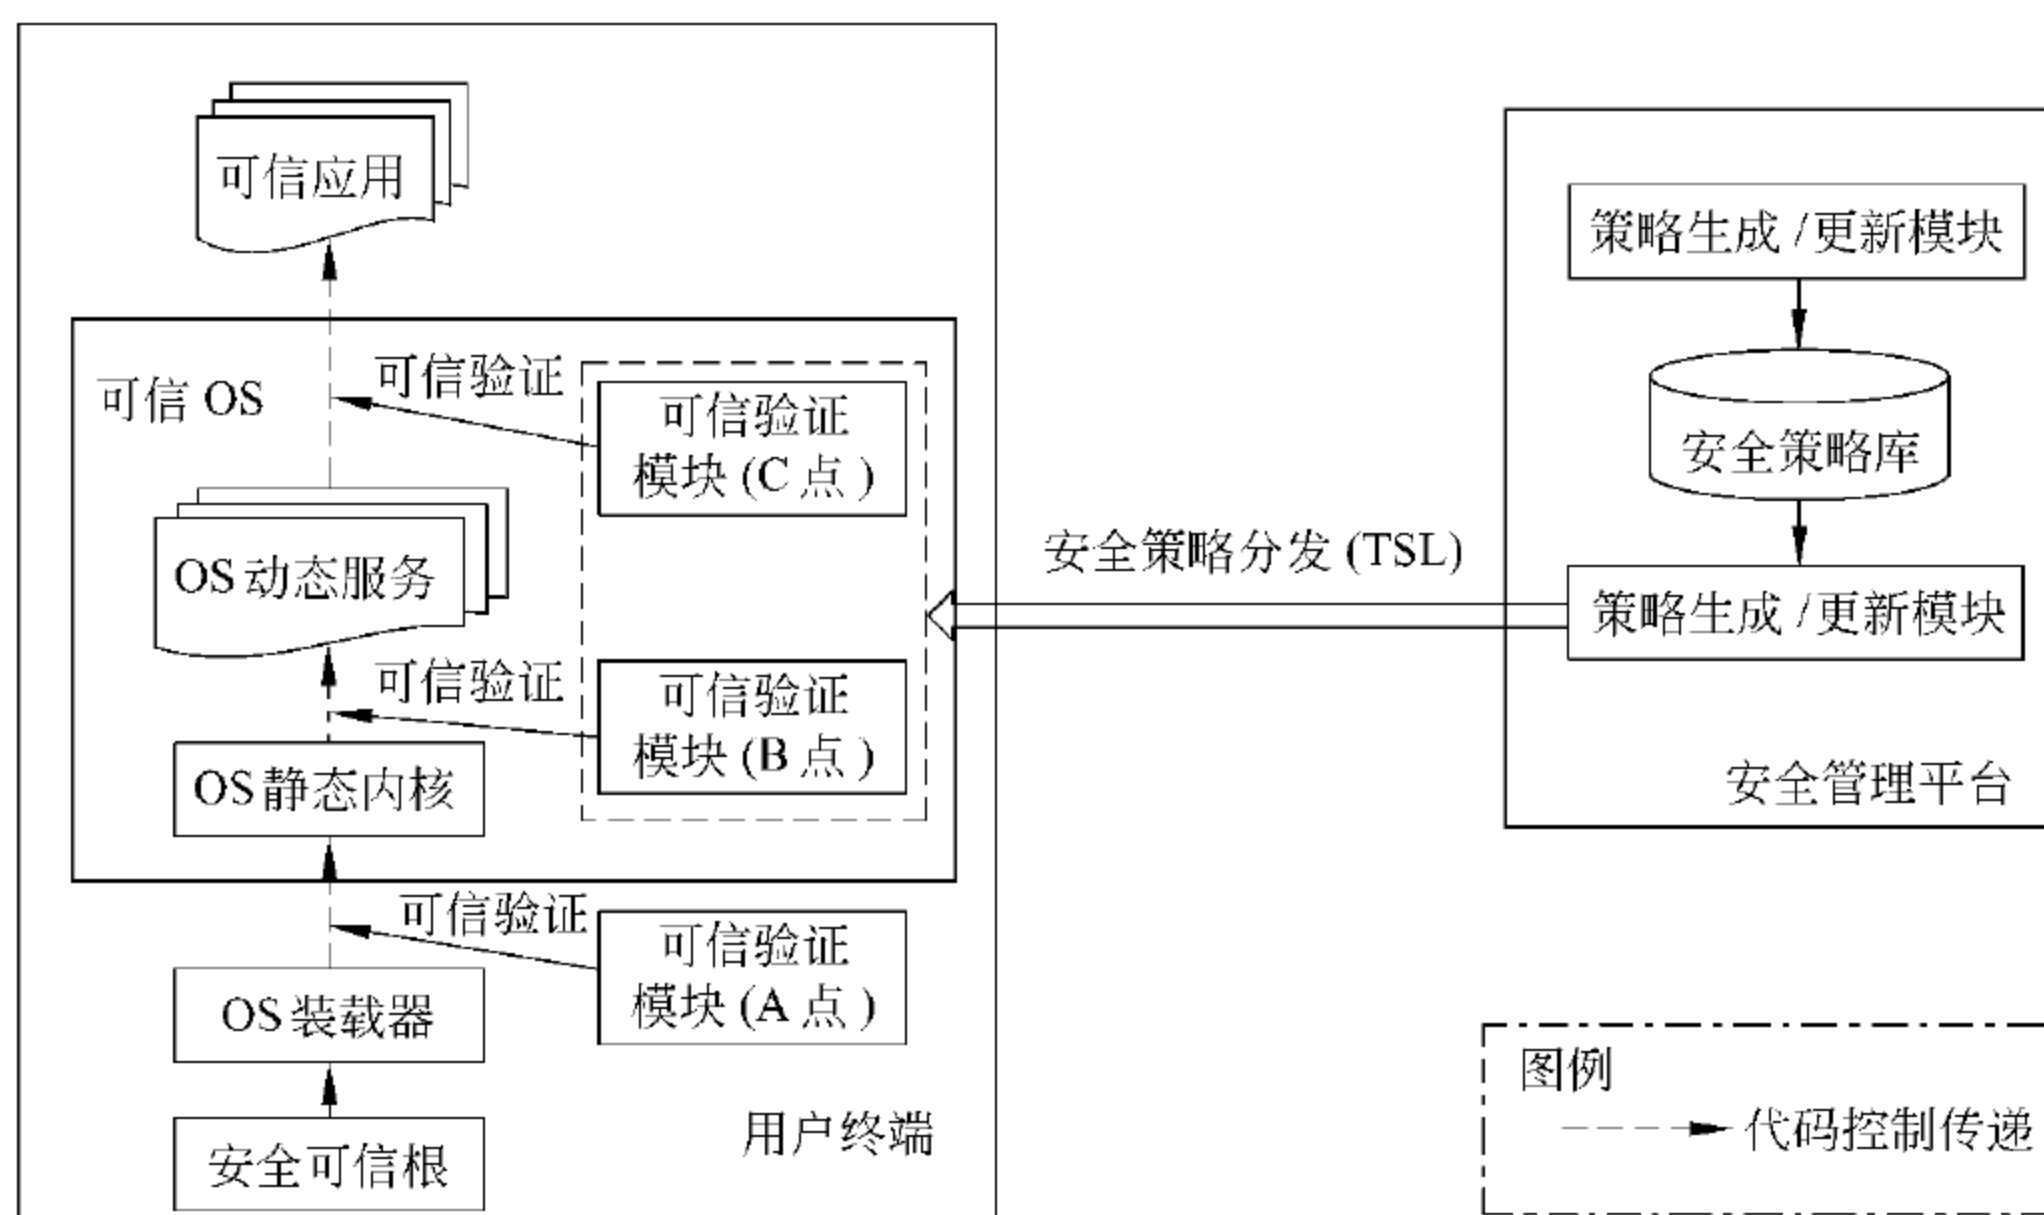 可信应用
可信 OS
可信验证
可信验证
模块 (C 点 )
OS 动态服务
可信验证
可信验证
模块 (B 点 )
OS 静态内核
可信验证
可信验证
模块 (A 点 )
OS 装载器
用户终端
安全可信根
安全策略分发 (TSL)
策略生成 /更新模块
安全策略库
策略生成 /更新模块
安全管理平台
图例
代码控制传递